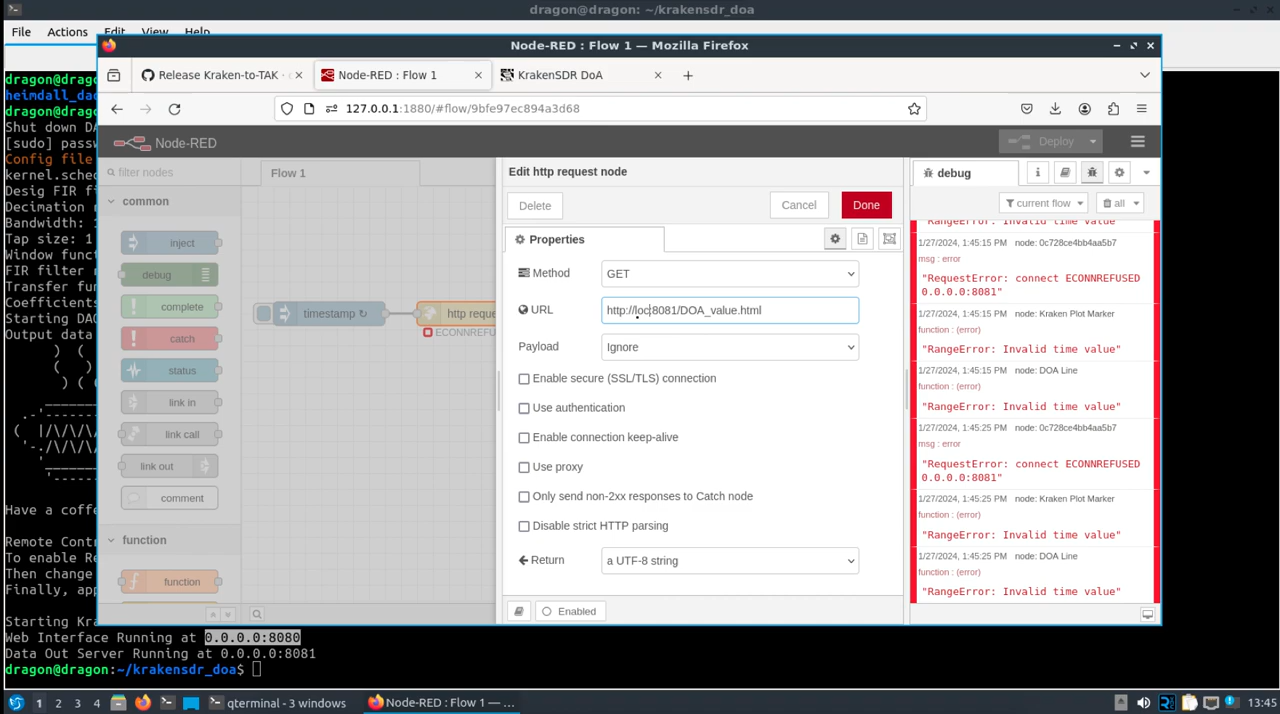 dragon@dragon: ~/krakensdr_doa
File Actions Edit View Help
Node-RED : Flow 1 — Mozilla Firefox
Release Kraken-to-TAK
Node-RED : Flow 1
KrakenSDR DoA
127.0.0.1:1880/#flow/9bfe97ec894a3d68
Node-RED
Deploy
filter nodes
Flow 1
common
inject
debug
complete
catch
status
link in
link call
link out
comment
function
function
timestamp ↻
http reque
ECONNREFU
Edit http request node
Delete
Cancel
Done
Properties
Method
GET
URL
http://loc:8081/DOA_value.html
Payload
Ignore
Enable secure (SSL/TLS) connection
Use authentication
Enable connection keep-alive
Use proxy
Only send non-2xx responses to Catch node
Disable strict HTTP parsing
Return
a UTF-8 string
Enabled
debug
i
current flow
all
"RangeError: Invalid time value"
1/27/2024, 1:45:15 PM node: 0c728ce4bb4aa5b7
msg : error
"RequestError: connect ECONNREFUSED
0.0.0.0:8081"
1/27/2024, 1:45:15 PM node: Kraken Plot Marker
function : (error)
"RangeError: Invalid time value"
1/27/2024, 1:45:15 PM node: DOA Line
function : (error)
"RangeError: Invalid time value"
1/27/2024, 1:45:25 PM node: 0c728ce4bb4aa5b7
msg : error
"RequestError: connect ECONNREFUSED
0.0.0.0:8081"
1/27/2024, 1:45:25 PM node: Kraken Plot Marker
function : (error)
"RangeError: Invalid time value"
1/27/2024, 1:45:25 PM node: DOA Line
function : (error)
"RangeError: Invalid time value"
dragon@drag
heimdall_da
dragon@drag
Shut down DA
[sudo] passw
Config file
kernel.sched
Desig FIR fi
Decimation r
Bandwidth: 1
Tap size: 1
Window funct
FIR filter r
Transfer fun
Coefficients
Starting DAQ
Output data
Have a coffe
Remote Contr
To enable Re
Then change
Finally, app
Starting Kra
Web Interface Running at 0.0.0.0:8080
Data Out Server Running at 0.0.0.0:8081
dragon@dragon:~/krakensdr_doa$
1 2 3 4
qterminal - 3 windows
Node-RED : Flow 1 — ...
13:45